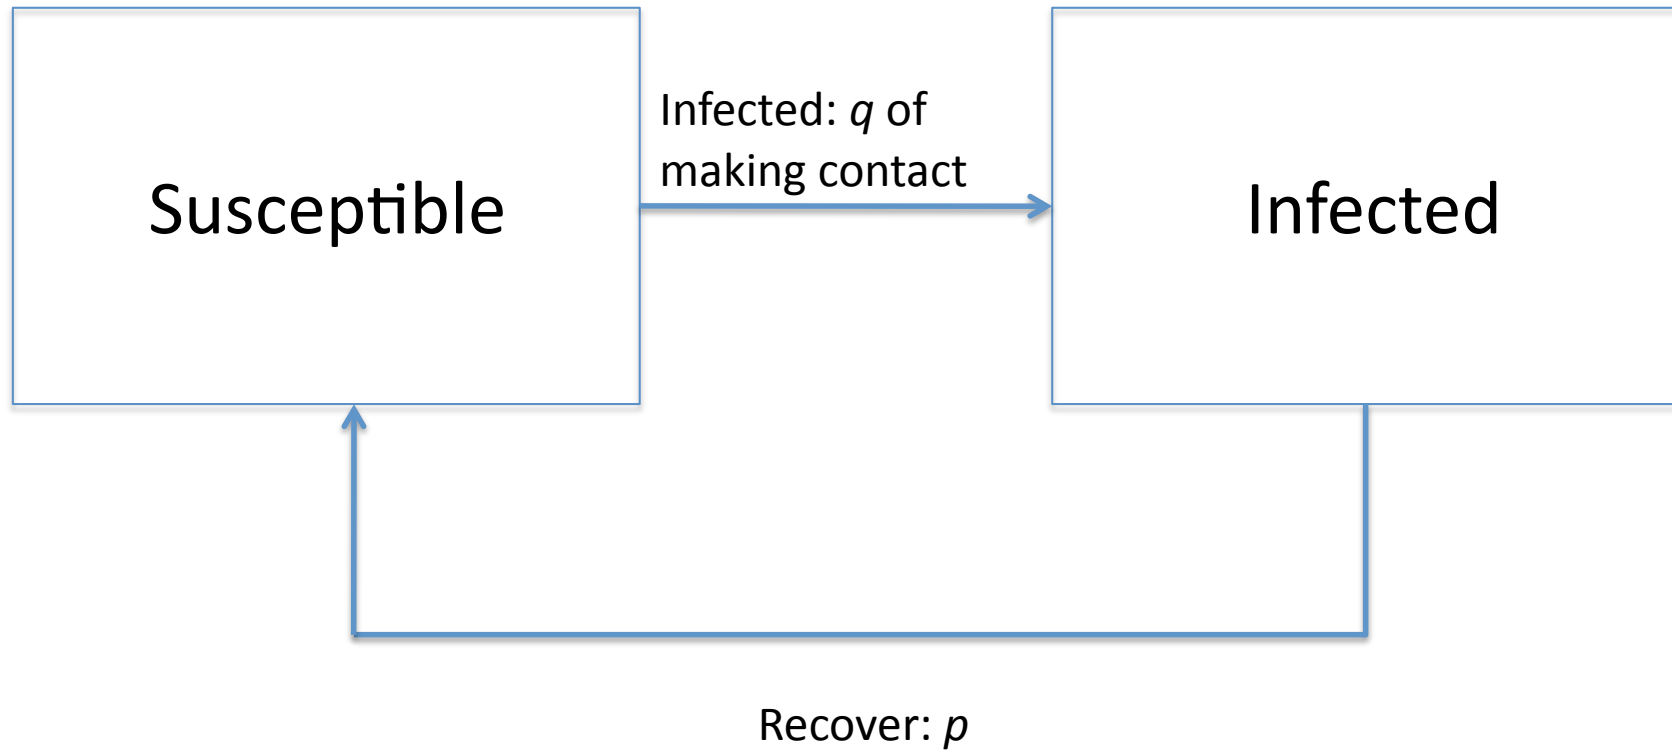 Susceptible
Infected: q of
making contact
Infected
Recover: p